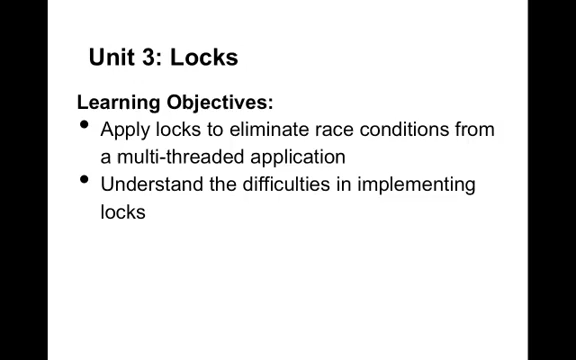 Unit 3: Locks
Learning Objectives:
• Apply locks to eliminate race conditions from
a multi-threaded application
• Understand the difficulties in implementing
locks